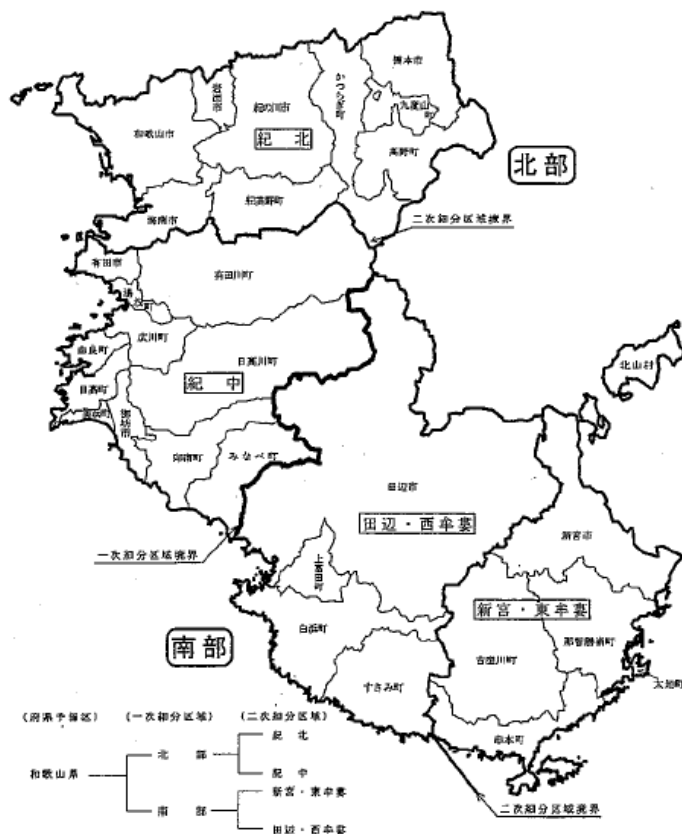 橋本市
かつらぎ町
岩出市
紀の川市
九度山町
和歌山市
紀北
高野町
北部
紀美野町
海南市
二次細分区域境界
有田市
有田川町
湯浅町
広川町
由良町
日高川町
北山村
日高町
紀中
美浜町
御坊市
印南町
みなべ町
田辺市
田辺・西牟婁
新宮市
一次細分区域境界
上富田町
新宮・東牟婁
白浜町
那智勝浦町
南部
古座川町
すさみ町
太地町
串本町
(府県予報区) (一次細分区域) (二次細分区域)
紀北
北部
和歌山県
紀中
新宮・東牟婁
南部
二次細分区域境界
田辺・西牟婁